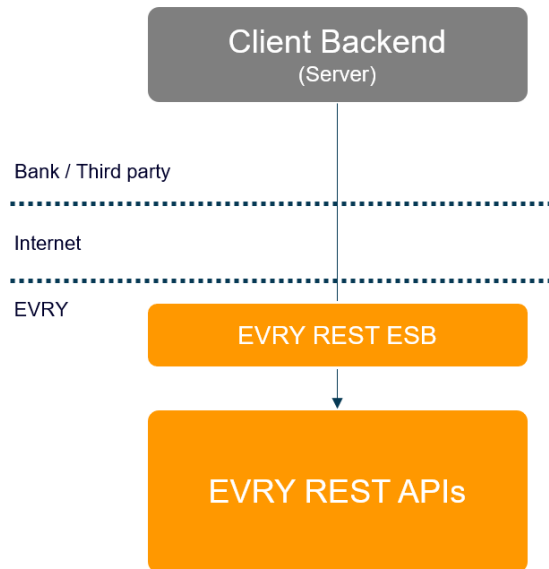 Client Backend
(Server)
Bank / Third party
Internet
EVRY
EVRY REST ESB
EVRY REST APIs